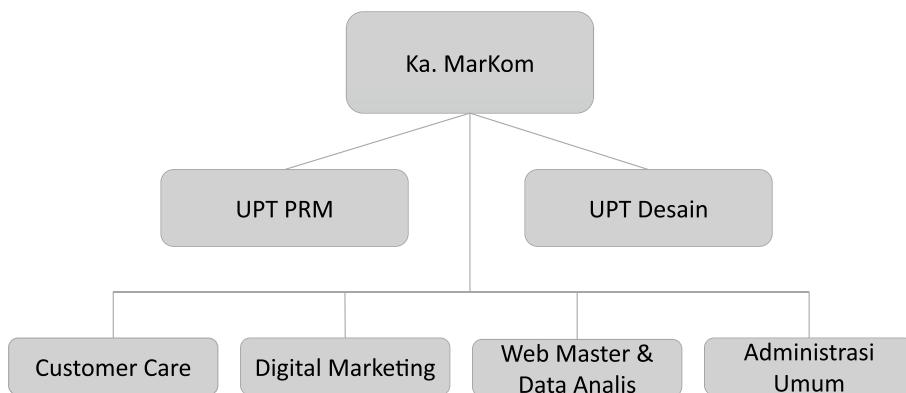 Ka. MarKom
UPT PRM
UPT Desain
Customer Care
Digital Marketing
Web Master &
Data Analis
Administrasi
Umum